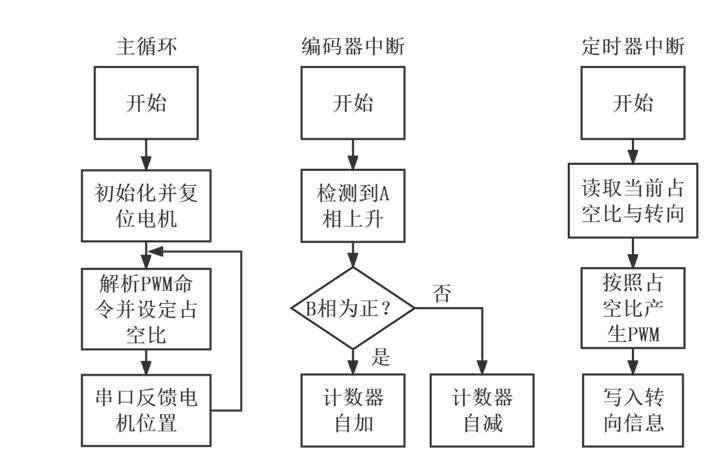 主循环
开始
初始化并复
位电机
解析PWM命
令并设定占
空比
串口反馈电
机位置
编码器中断
开始
检测到A
相上升
B相为正?
否
是
计数器
自加
计数器
自减
定时器中断
开始
读取当前占
空比与转向
按照占
空比产
生PWM
写入转
向信息